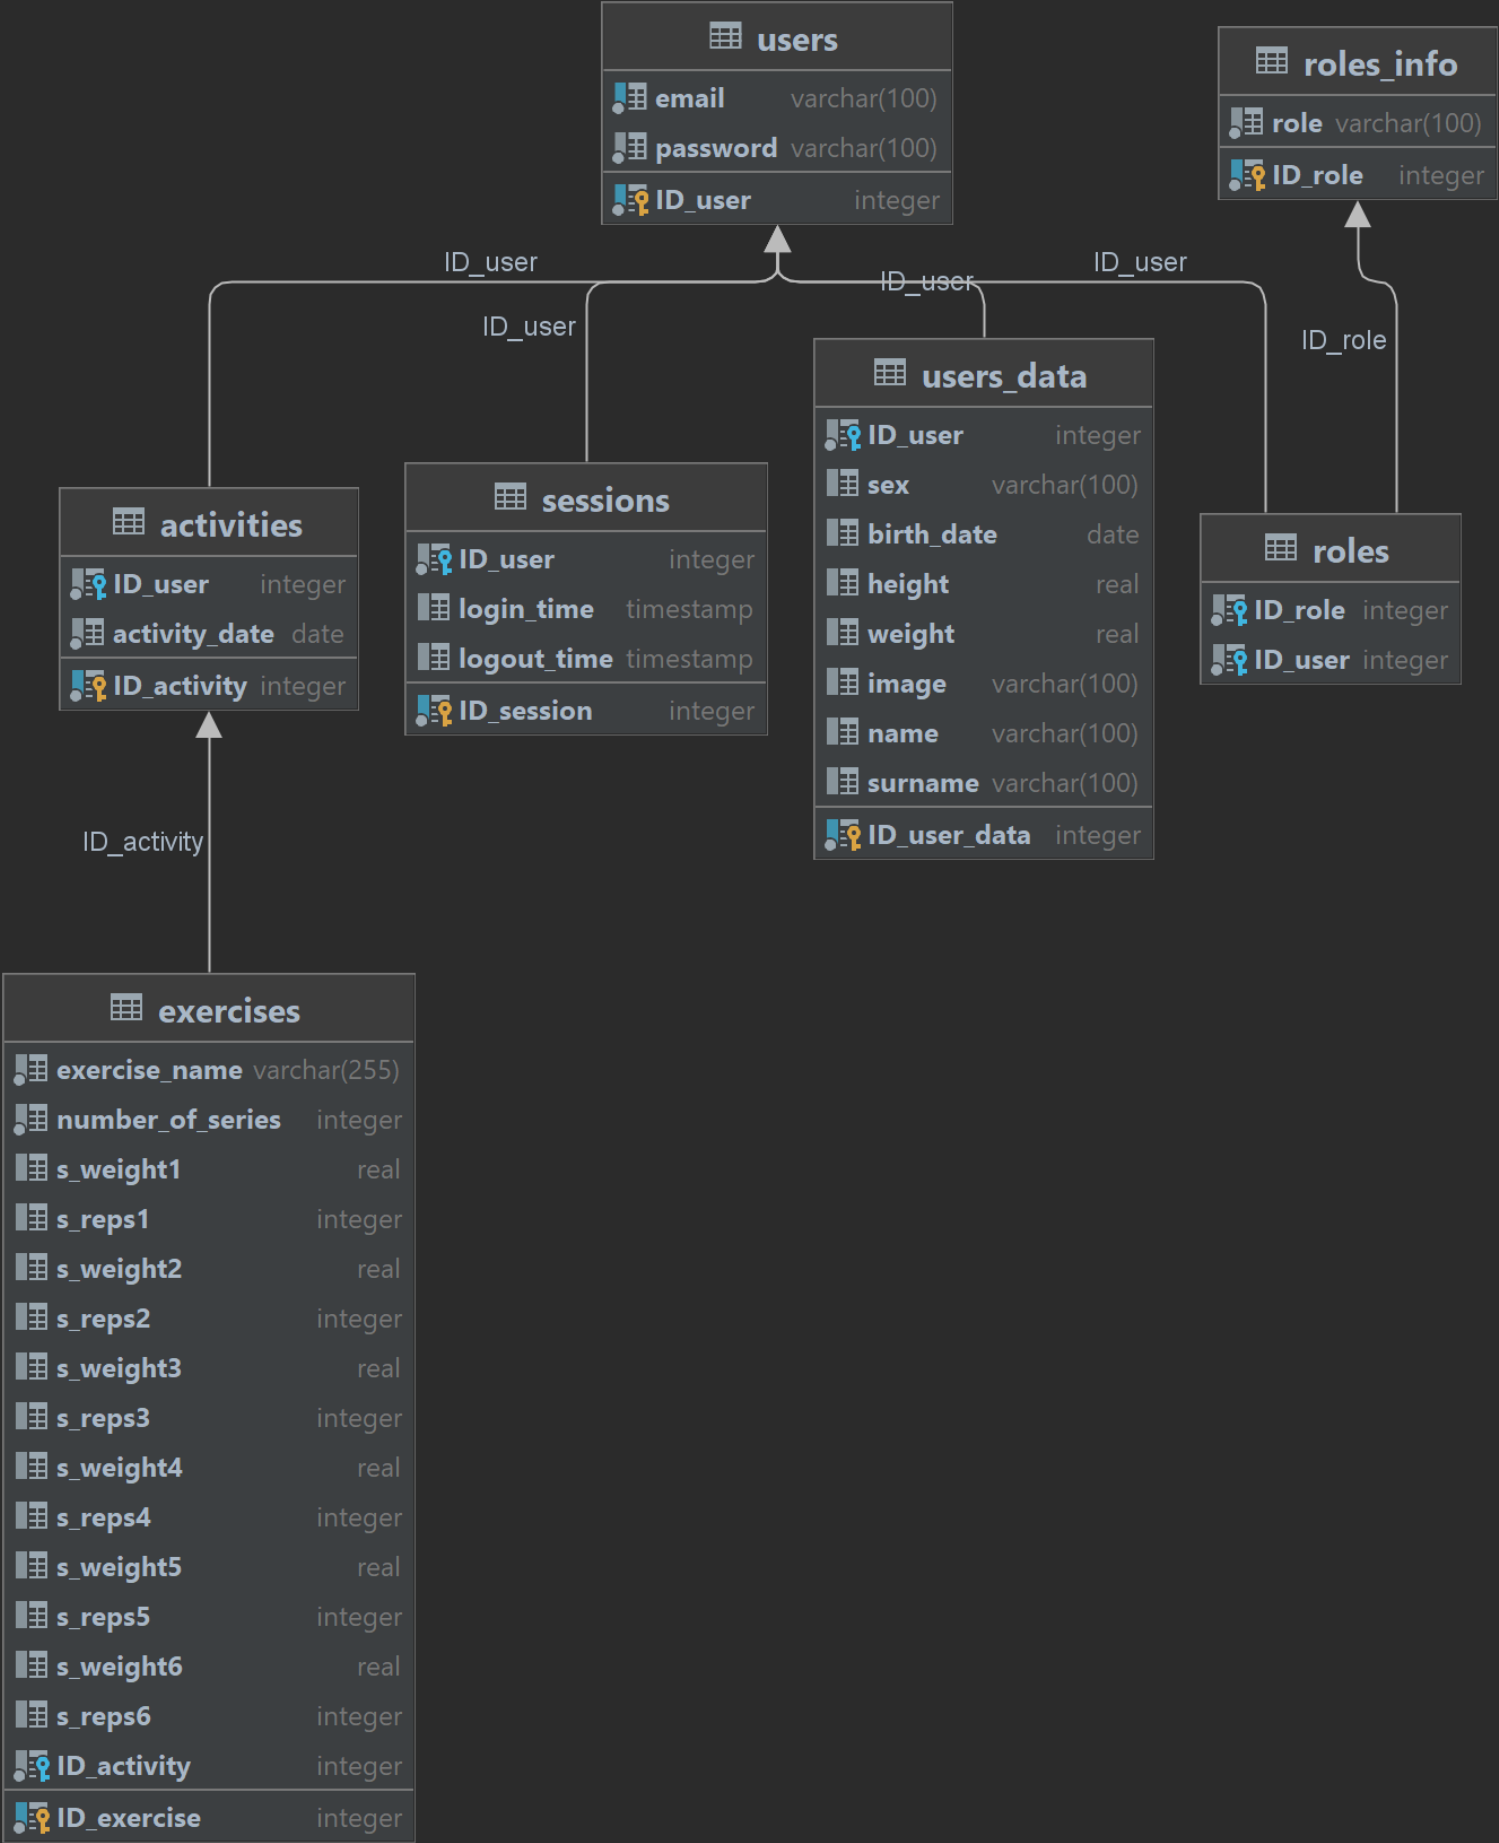 users
email varchar(100)
password varchar(100)
ID_user integer
roles_info
role varchar(100)
ID_role integer
ID_user
ID_user
ID_user
ID_user
ID_role
users_data
ID_user integer
sex varchar(100)
birth_date date
height real
weight real
image varchar(100)
name varchar(100)
surname varchar(100)
ID_user_data integer
sessions
ID_user integer
login_time timestamp
logout_time timestamp
ID_session integer
activities
ID_user integer
activity_date date
ID_activity integer
roles
ID_role integer
ID_user integer
ID_activity
exercises
exercise_name varchar(255)
number_of_series integer
s_weight1 real
s_reps1 integer
s_weight2 real
s_reps2 integer
s_weight3 real
s_reps3 integer
s_weight4 real
s_reps4 integer
s_weight5 real
s_reps5 integer
s_weight6 real
s_reps6 integer
ID_activity integer
ID_exercise integer